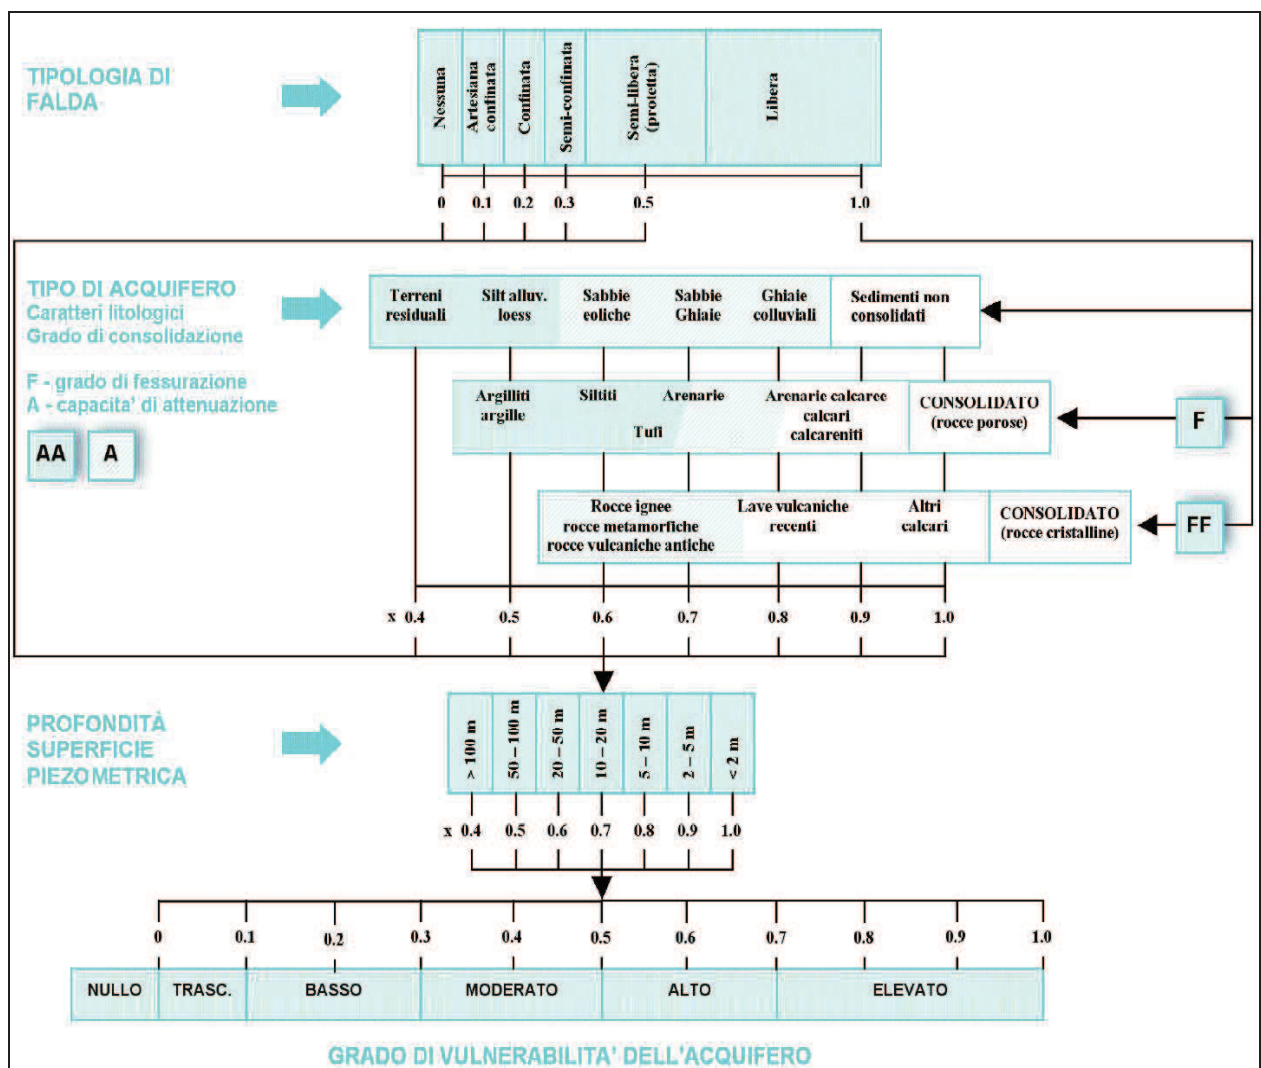 TIPOLOGIA DI
FALDA
Nessuna
Artesiana
confinata
Confinata
Semi-confinata
Semi-libera
(protetta)
Libera
0 0.1 0.2 0.3 0.5 1.0
TIPO DI ACQUIFERO
Caratteri litologici
Grado di consolidazione
F - grado di fessurazione
A - capacita' di attenuazione
AA A
Terreni
residuali
Silt alluv.
loess
Sabbie
eoliche
Sabbie
Ghiaie
Ghiaie
colluviali
Sedimenti non
consolidati
Argilliti
argille
Siltiti
Arenarie
Tufi
Arenarie calcaree
calcari
calcareniti
CONSOLIDATO
(rocce porose)
F
Rocce ignee
rocce metamorfiche
rocce vulcaniche antiche
Lave vulcaniche
recenti
Altri
calcari
CONSOLIDATO
(rocce cristalline)
FF
x 0.4 0.5 0.6 0.7 0.8 0.9 1.0
PROFONDITÀ
SUPERFICIE
PIEZOMETRICA
> 100 m
50 – 100 m
20 – 50 m
10 – 20 m
5 – 10 m
2 – 5 m
< 2 m
x 0.4 0.5 0.6 0.7 0.8 0.9 1.0
0 0.1 0.2 0.3 0.4 0.5 0.6 0.7 0.8 0.9 1.0
NULLO TRASC. BASSO MODERATO ALTO ELEVATO
GRADO DI VULNERABILITA' DELL'ACQUIFERO